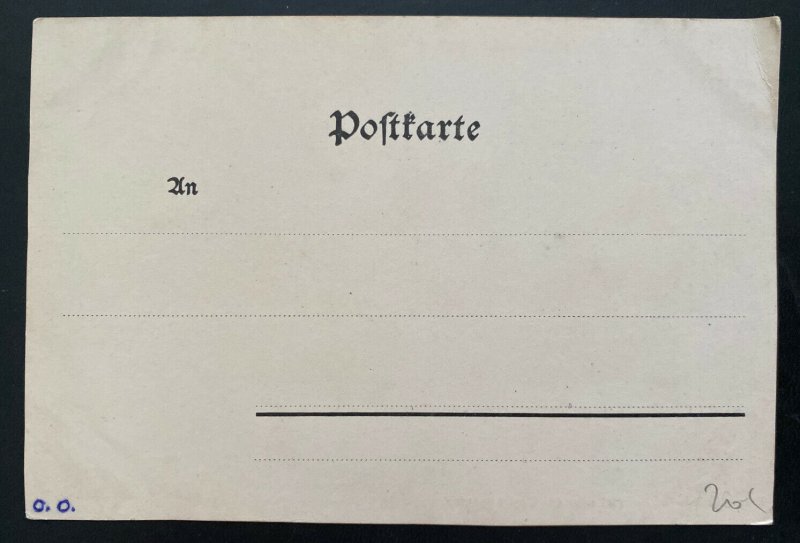 Poſtkarte
An
o. o.